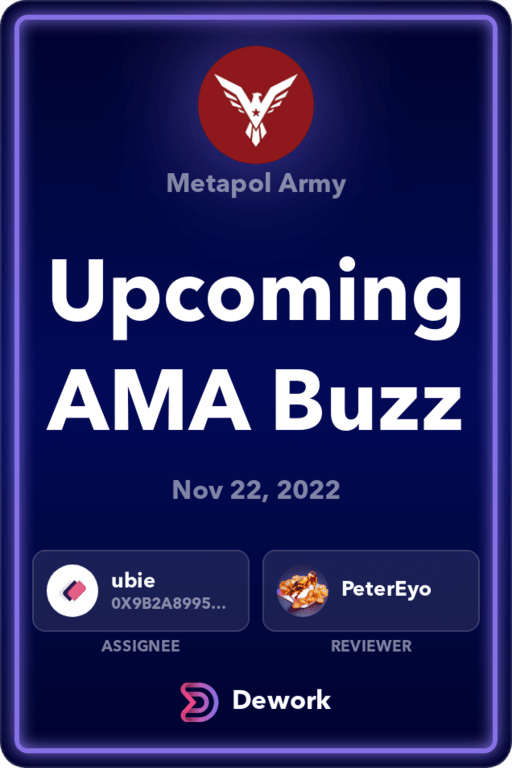 Metapol Army
Upcoming
AMA Buzz
Nov 22, 2022
ubie
0X9B2A8995...
PeterEyo
ASSIGNEE
REVIEWER
Dework